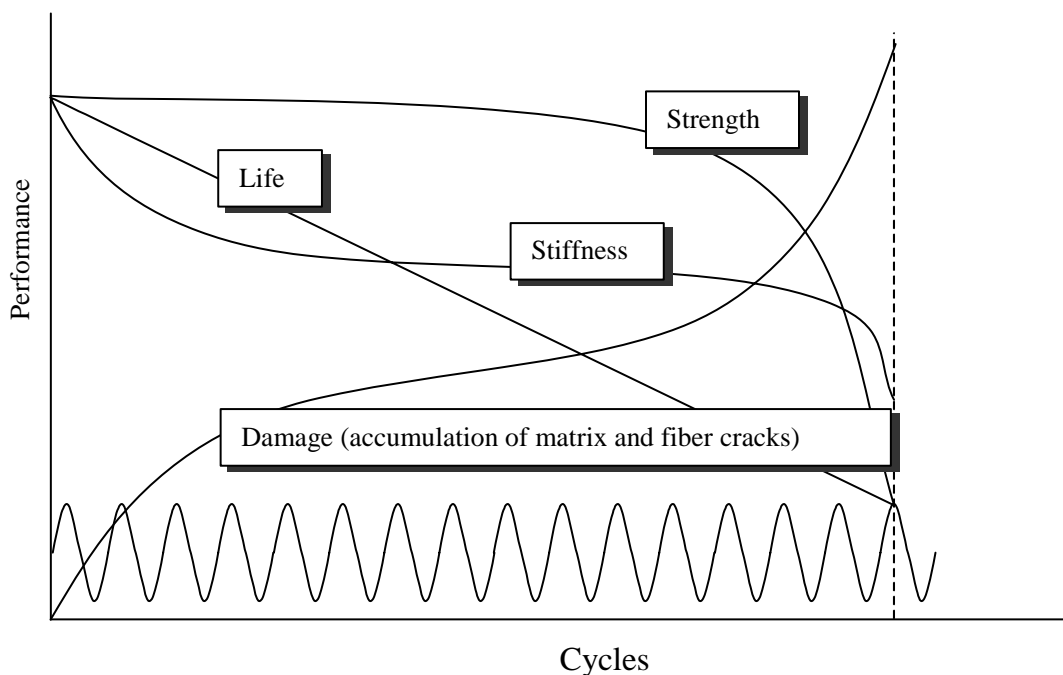 Strength
Life
Stiffness
Performance
Damage (accumulation of matrix and fiber cracks)
Cycles